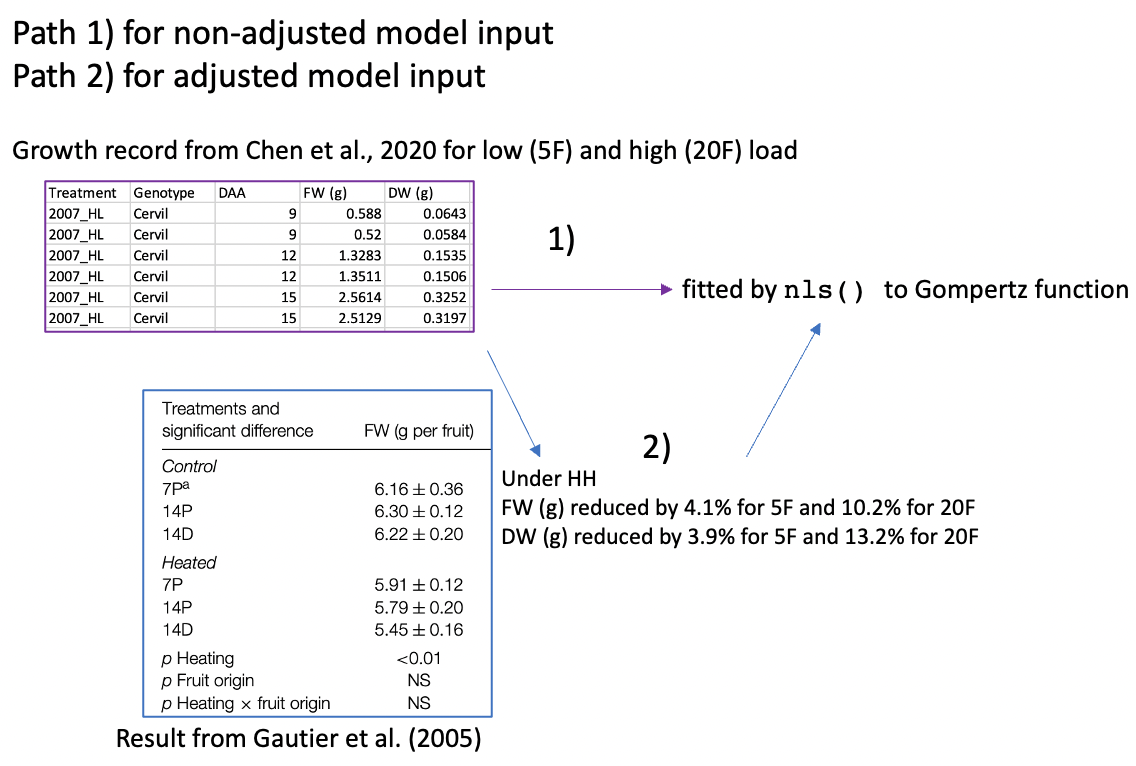 Path 1) for non-adjusted model input
Path 2) for adjusted model input
Growth record from Chen et al., 2020 for low (5F) and high (20F) load
Treatment Genotype DAA FW (g) DW (g)
2007_HL Cervil 9 0.588 0.0643
2007_HL Cervil 9 0.52 0.0584
2007_HL Cervil 12 1.3283 0.1535
2007_HL Cervil 12 1.3511 0.1506
2007_HL Cervil 15 2.5614 0.3252
2007_HL Cervil 15 2.5129 0.3197
1)
fitted by nls() to Gompertz function
Treatments and
significant difference FW (g per fruit)
Control
7Pa 6.16 ± 0.36
14P 6.30 ± 0.12
14D 6.22 ± 0.20
Heated
7P 5.91 ± 0.12
14P 5.79 ± 0.20
14D 5.45 ± 0.16
p Heating <0.01
p Fruit origin NS
p Heating × fruit origin NS
2)
Under HH
FW (g) reduced by 4.1% for 5F and 10.2% for 20F
DW (g) reduced by 3.9% for 5F and 13.2% for 20F
Result from Gautier et al. (2005)